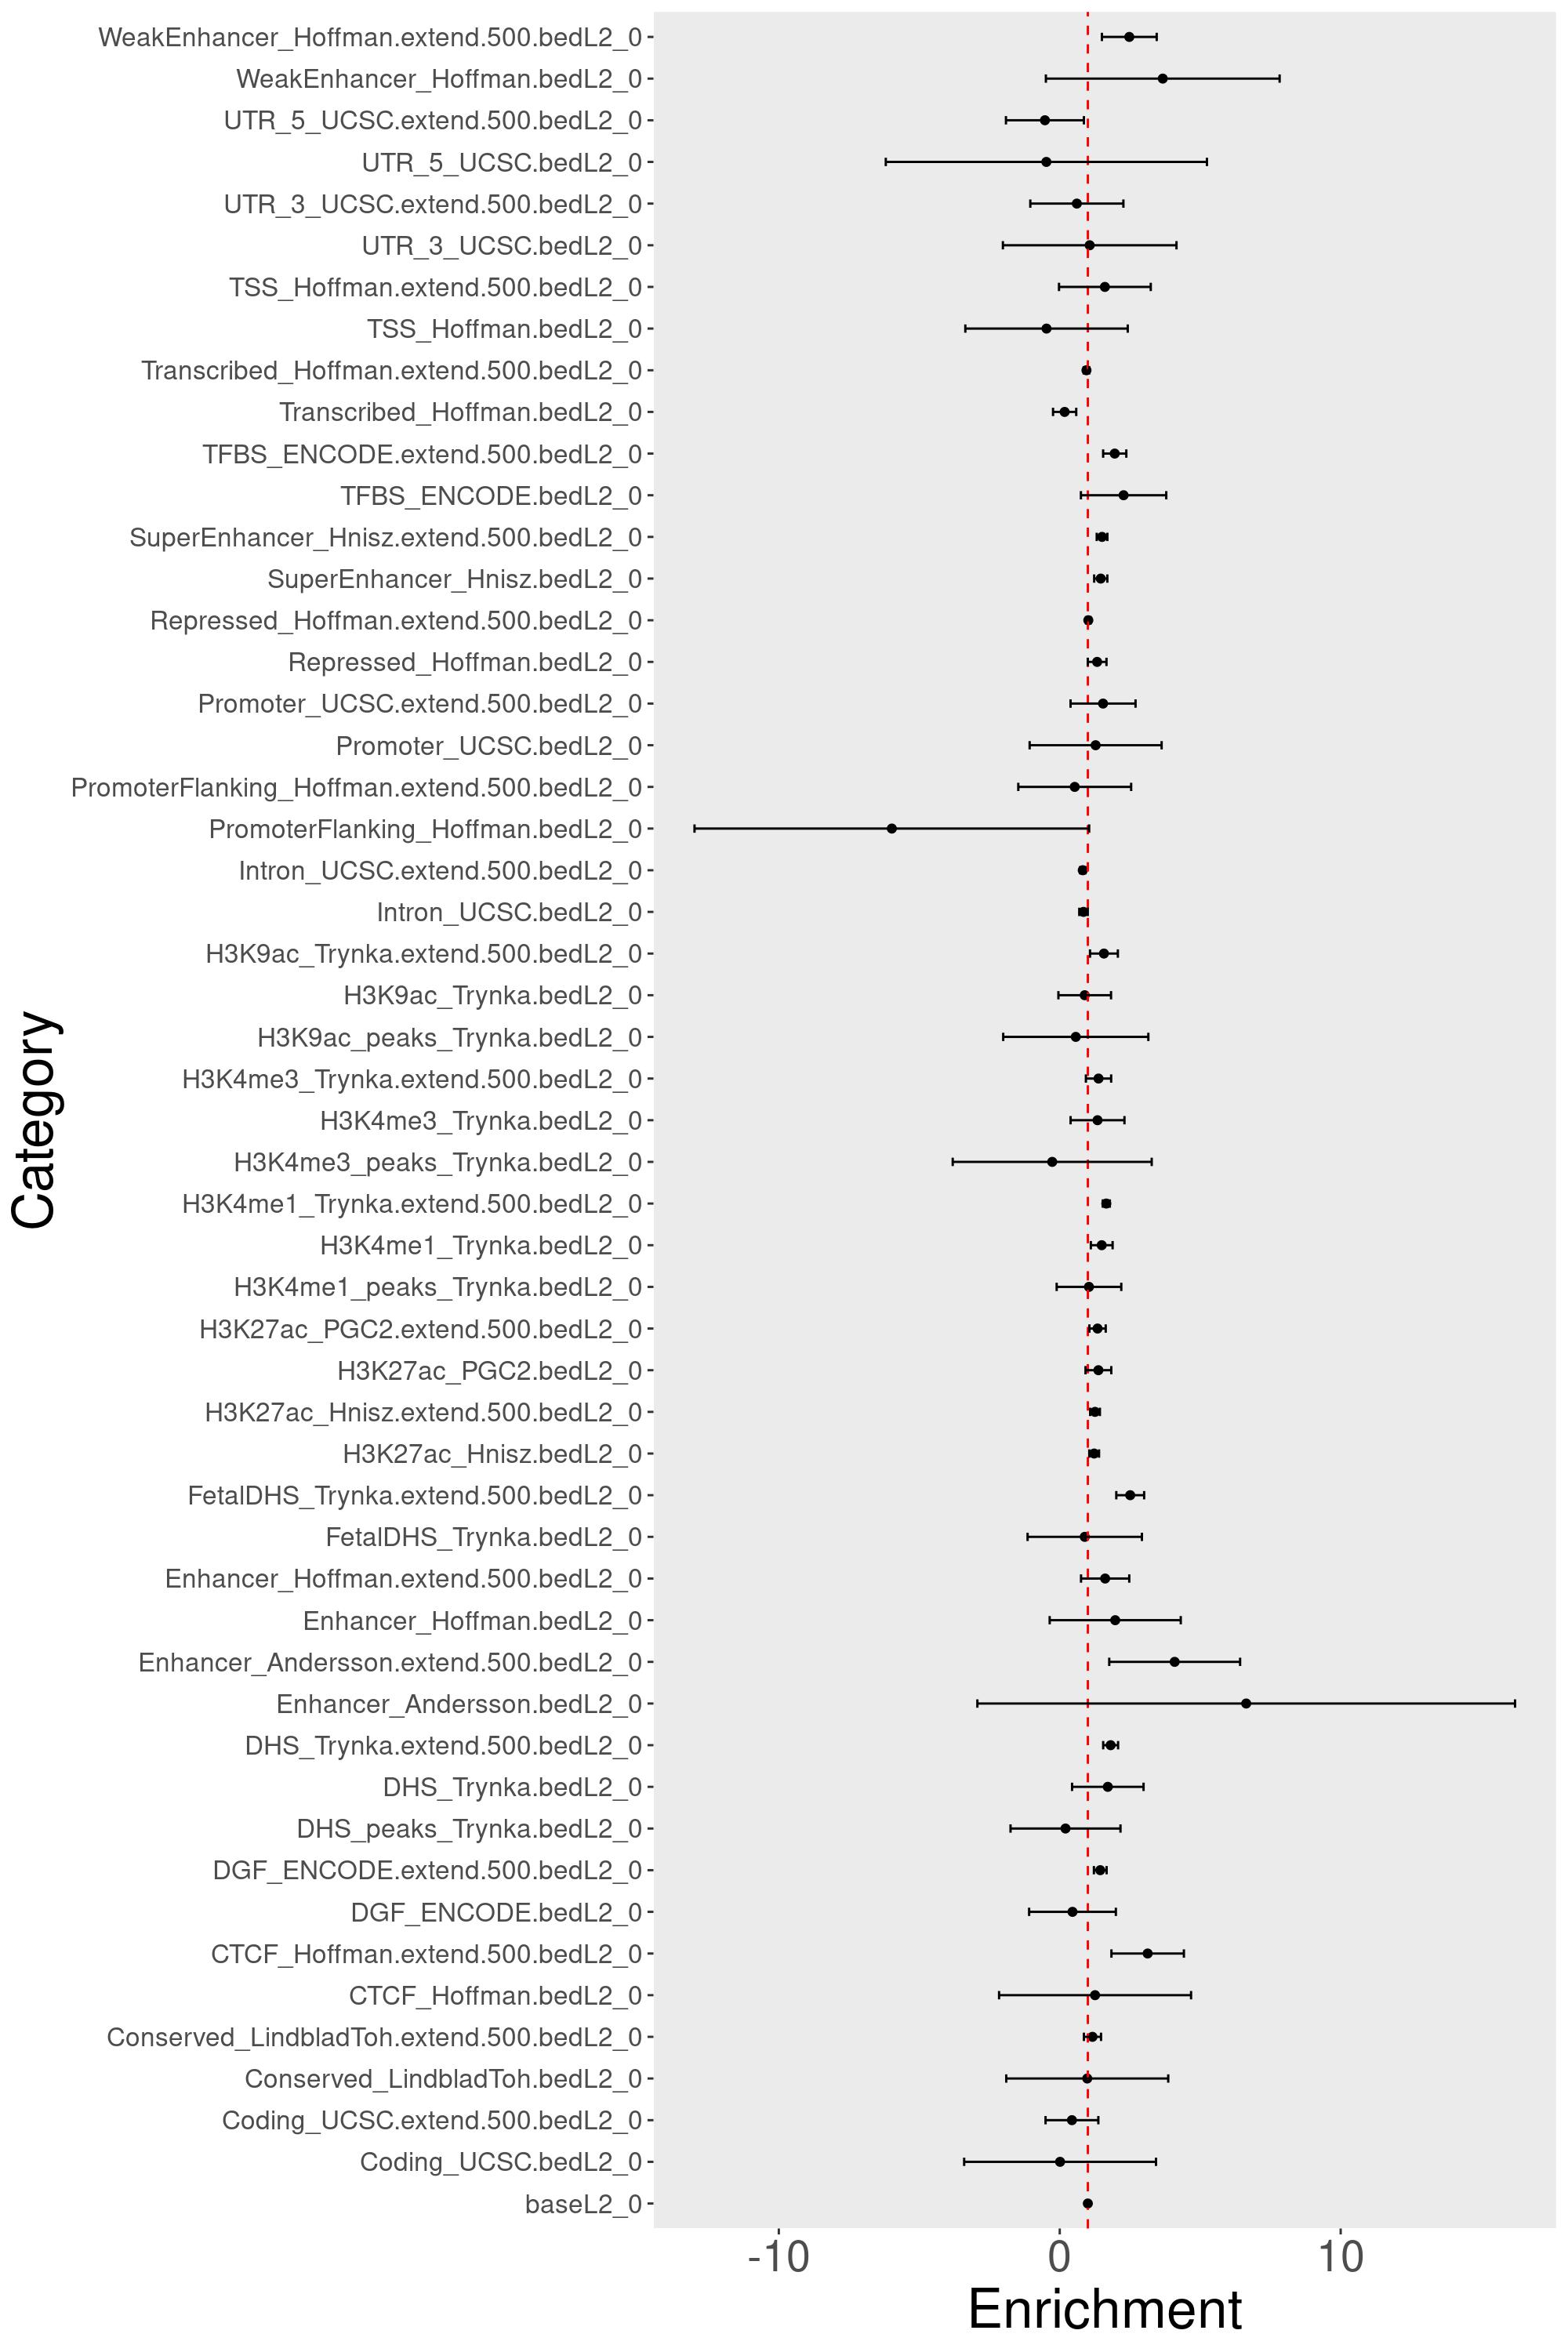 WeakEnhancer_Hoffman.extend.500.bedL2_0
WeakEnhancer_Hoffman.bedL2_0
UTR_5_UCSC.extend.500.bedL2_0
UTR_5_UCSC.bedL2_0
UTR_3_UCSC.extend.500.bedL2_0
UTR_3_UCSC.bedL2_0
TSS_Hoffman.extend.500.bedL2_0
TSS_Hoffman.bedL2_0
Transcribed_Hoffman.extend.500.bedL2_0
Transcribed_Hoffman.bedL2_0
TFBS_ENCODE.extend.500.bedL2_0
TFBS_ENCODE.bedL2_0
SuperEnhancer_Hnisz.extend.500.bedL2_0
SuperEnhancer_Hnisz.bedL2_0
Repressed_Hoffman.extend.500.bedL2_0
Repressed_Hoffman.bedL2_0
Promoter_UCSC.extend.500.bedL2_0
Promoter_UCSC.bedL2_0
PromoterFlanking_Hoffman.extend.500.bedL2_0
PromoterFlanking_Hoffman.bedL2_0
Intron_UCSC.extend.500.bedL2_0
Intron_UCSC.bedL2_0
H3K9ac_Trynka.extend.500.bedL2_0
H3K9ac_Trynka.bedL2_0
H3K9ac_peaks_Trynka.bedL2_0
H3K4me3_Trynka.extend.500.bedL2_0
H3K4me3_Trynka.bedL2_0
H3K4me3_peaks_Trynka.bedL2_0
H3K4me1_Trynka.extend.500.bedL2_0
H3K4me1_Trynka.bedL2_0
H3K4me1_peaks_Trynka.bedL2_0
H3K27ac_PGC2.extend.500.bedL2_0
H3K27ac_PGC2.bedL2_0
H3K27ac_Hnisz.extend.500.bedL2_0
H3K27ac_Hnisz.bedL2_0
FetalDHS_Trynka.extend.500.bedL2_0
FetalDHS_Trynka.bedL2_0
Enhancer_Hoffman.extend.500.bedL2_0
Enhancer_Hoffman.bedL2_0
Enhancer_Andersson.extend.500.bedL2_0
Enhancer_Andersson.bedL2_0
DHS_Trynka.extend.500.bedL2_0
DHS_Trynka.bedL2_0
DHS_peaks_Trynka.bedL2_0
DGF_ENCODE.extend.500.bedL2_0
DGF_ENCODE.bedL2_0
CTCF_Hoffman.extend.500.bedL2_0
CTCF_Hoffman.bedL2_0
Conserved_LindbladToh.extend.500.bedL2_0
Conserved_LindbladToh.bedL2_0
Coding_UCSC.extend.500.bedL2_0
Coding_UCSC.bedL2_0
baseL2_0
Category
-10 0 10
Enrichment